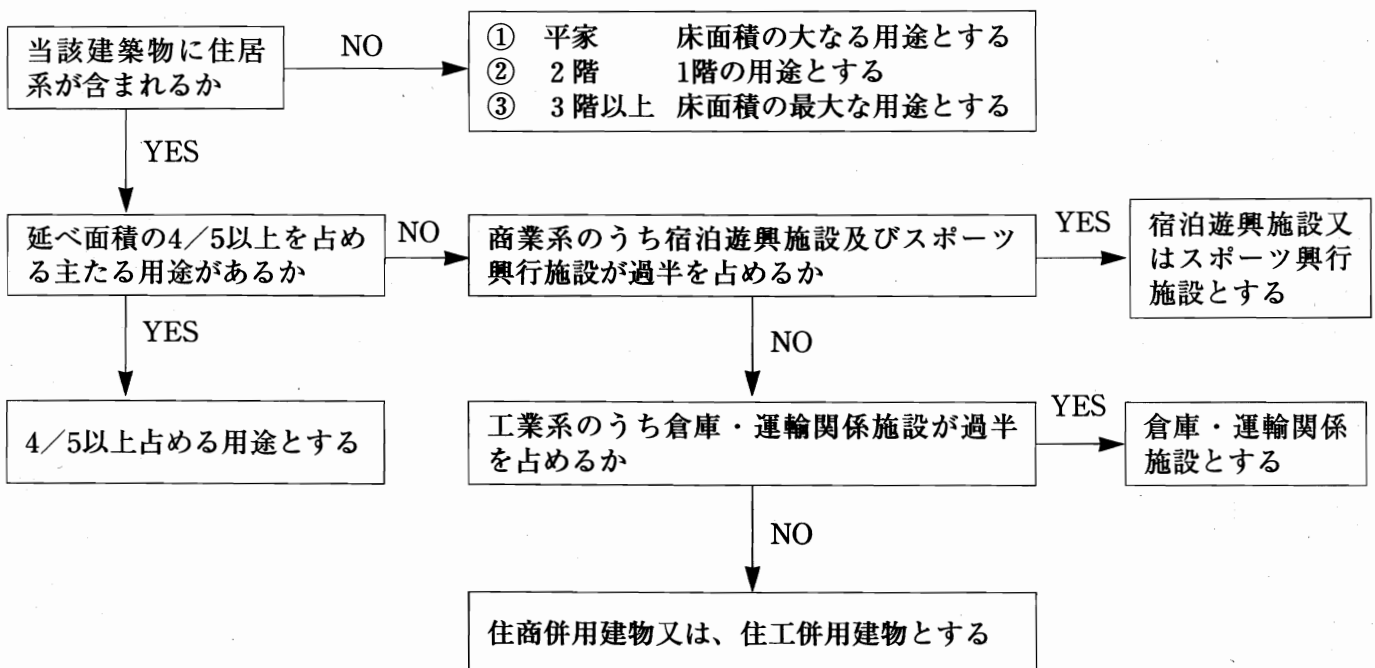 当該建築物に住居
系が含まれるか
NO
① 平家 床面積の大なる用途とする
② 2階 1階の用途とする
③ 3階以上 床面積の最大な用途とする
YES
延べ面積の4/5以上を占め
る主たる用途があるか
NO
商業系のうち宿泊遊興施設及びスポーツ
興行施設が過半を占めるか
YES
宿泊遊興施設又
はスポーツ興行
施設とする
YES
NO
4/5以上占める用途とする
工業系のうち倉庫・運輸関係施設が過半
を占めるか
YES
倉庫・運輸関係
施設とする
NO
住商併用建物又は、住工併用建物とする